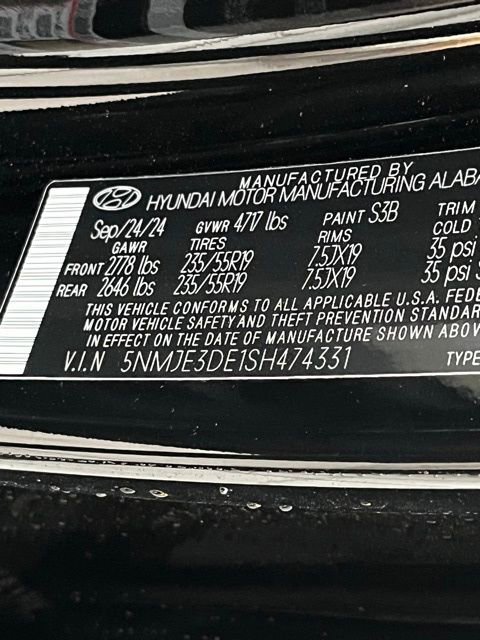 MANUFACTURED BY
HYUNDAI MOTOR MANUFACTURING ALABA
Sep/24/24 GVWR 4717 lbs PAINT S3B TRIM
GAWR TIRES RIMS COLD
FRONT 2778 lbs 235/55R19 7.5JX19 35 psi
REAR 2646 lbs 235/55R19 7.5JX19 35 psi
THIS VEHICLE CONFORMS TO ALL APPLICABLE U.S.A. FEDE
MOTOR VEHICLE SAFETY AND THEFT PREVENTION STANDAR
IN EFFECT ON THE DATE OF MANUFACTURE SHOWN ABOV
V.I.N 5NMJE3DE1SH474331 TYPE